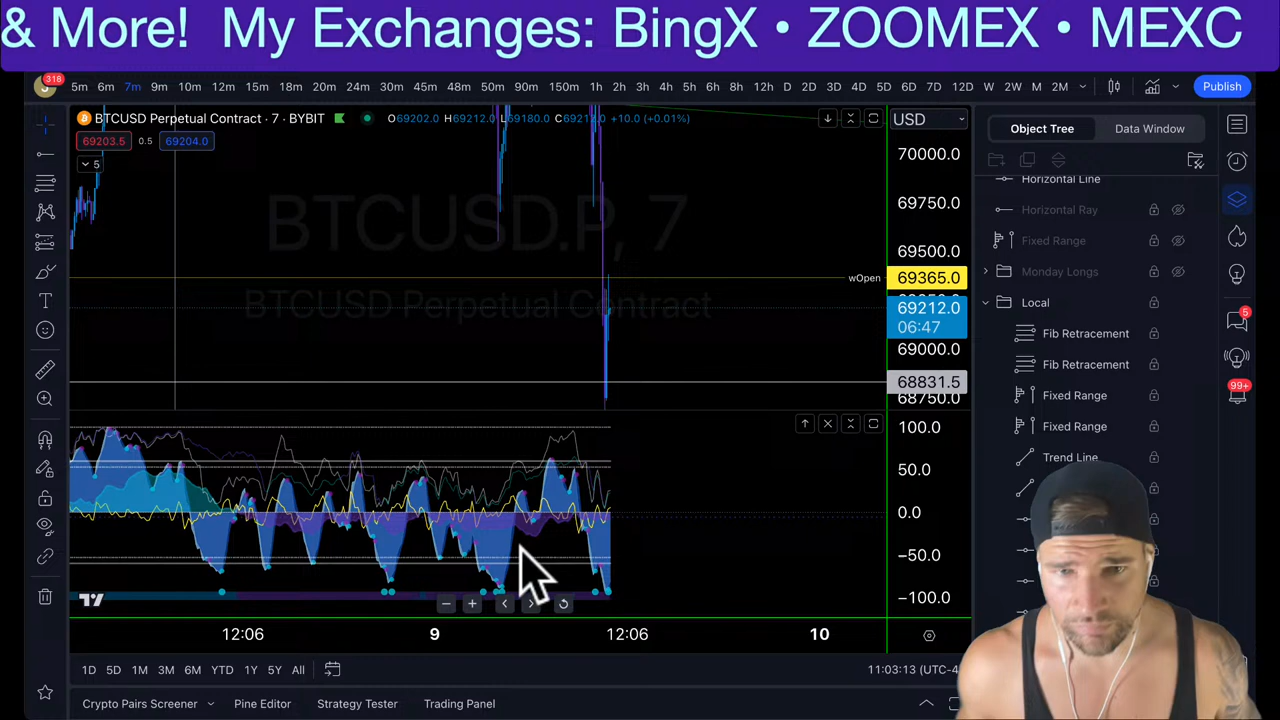 & More! My Exchanges: BingX • ZOOMEX • MEXC
318
5m 6m 7m 9m 10m 12m 15m 18m 20m 24m 30m 45m 48m 50m 90m 150m 1h 2h 3h 4h 5h 6h 8h 12h D 2D 3D 4D 5D 6D 7D 12D W 2W M 2M Publish
BTCUSD Perpetual Contract · 7 · BYBIT
+10.0 (+0.01%)
USD
Object Tree Data Window
69203.5 0.5 69204.0
5
70000.0
69750.0
69500.0
wOpen 69365.0
69212.0
06:47
69000.0
68831.5
68750.0
BTCUSD.P, 7
BTCUSD Perpetual Contract
Horizontal Line
Horizontal Ray
Fixed Range
Monday Longs
Local
Fib Retracement
Fib Retracement
Fixed Range
Fixed Range
Trend Line
5
99+
100.0
50.0
0.0
−50.0
−100.0
12:06 9 12:06 10
1D 5D 1M 3M 6M YTD 1Y 5Y All
11:03:13 (UTC-4
Crypto Pairs Screener Pine Editor Strategy Tester Trading Panel